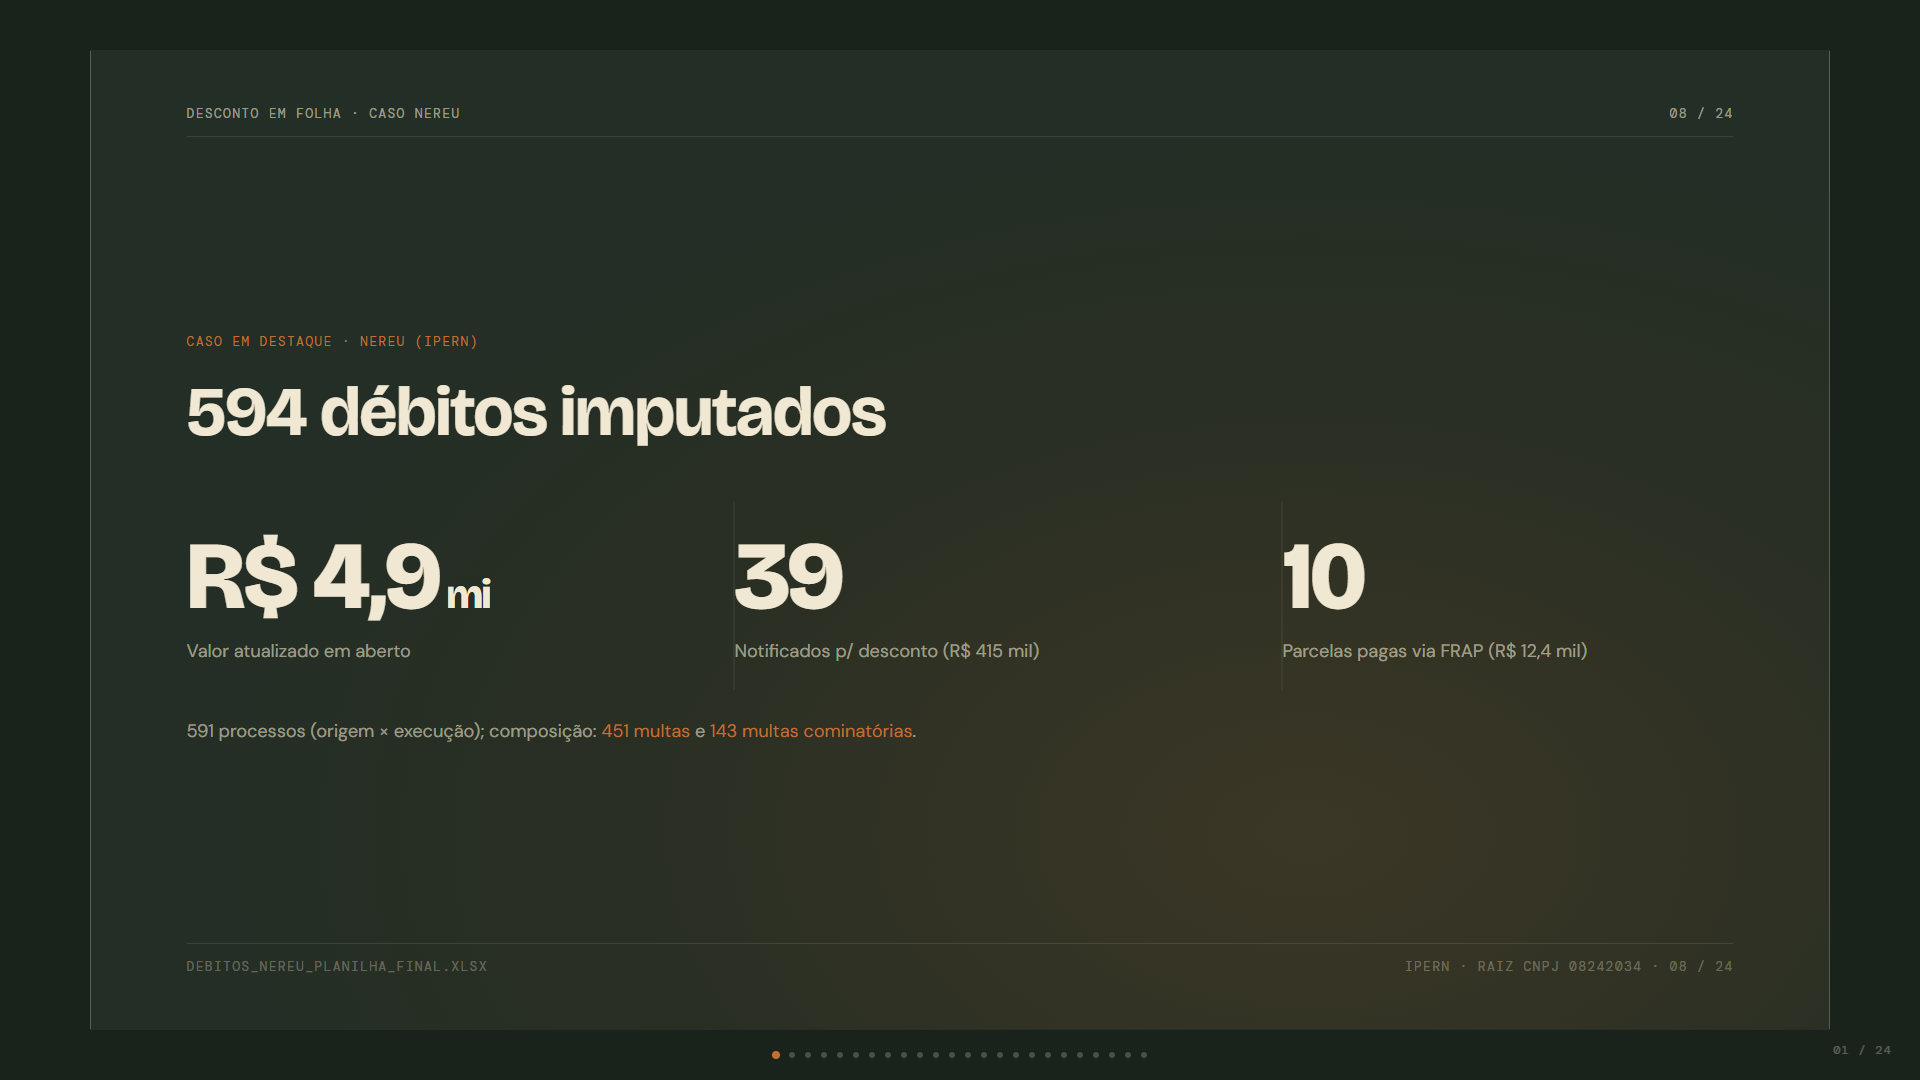 DESCONTO EM FOLHA · CASO NEREU
08 / 24
CASO EM DESTAQUE · NEREU (IPERN)
594 débitos imputados
R$ 4,9 mi
39
10
Valor atualizado em aberto
Notificados p/ desconto (R$ 415 mil)
Parcelas pagas via FRAP (R$ 12,4 mil)
591 processos (origem × execução); composição: 451 multas e 143 multas cominatórias.
DEBITOS_NEREU_PLANILHA_FINAL.XLSX
IPERN · RAIZ CNPJ 08242034 · 08 / 24
01 / 24